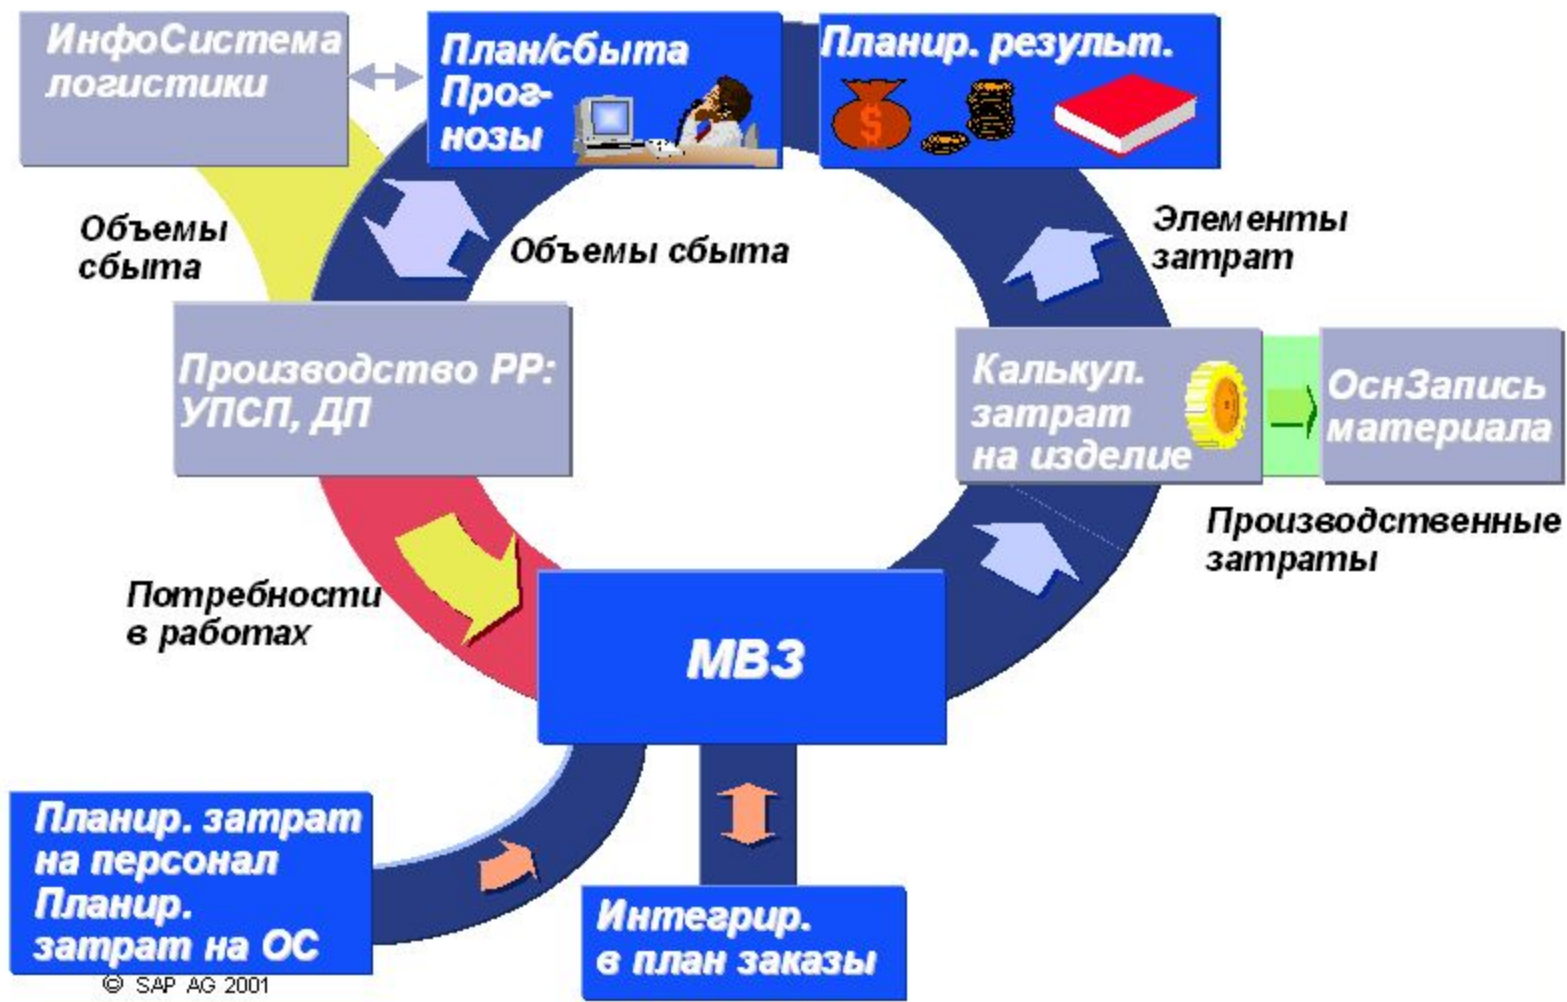 ИнфоСистема
логистики
План/сбыта
Прог-
нозы
Планир. результ.
$
Объемы
сбыта
Объемы сбыта
Элементы
затрат
Производство PP:
УПСП, ДП
Калькул.
затрат
на изделие
ОснЗапись
материала
Производственные
затраты
Потребности
в работах
МВЗ
Планир. затрат
на персонал
Планир.
затрат на ОС
Интегрир.
в план заказы
© SAP AG 2001